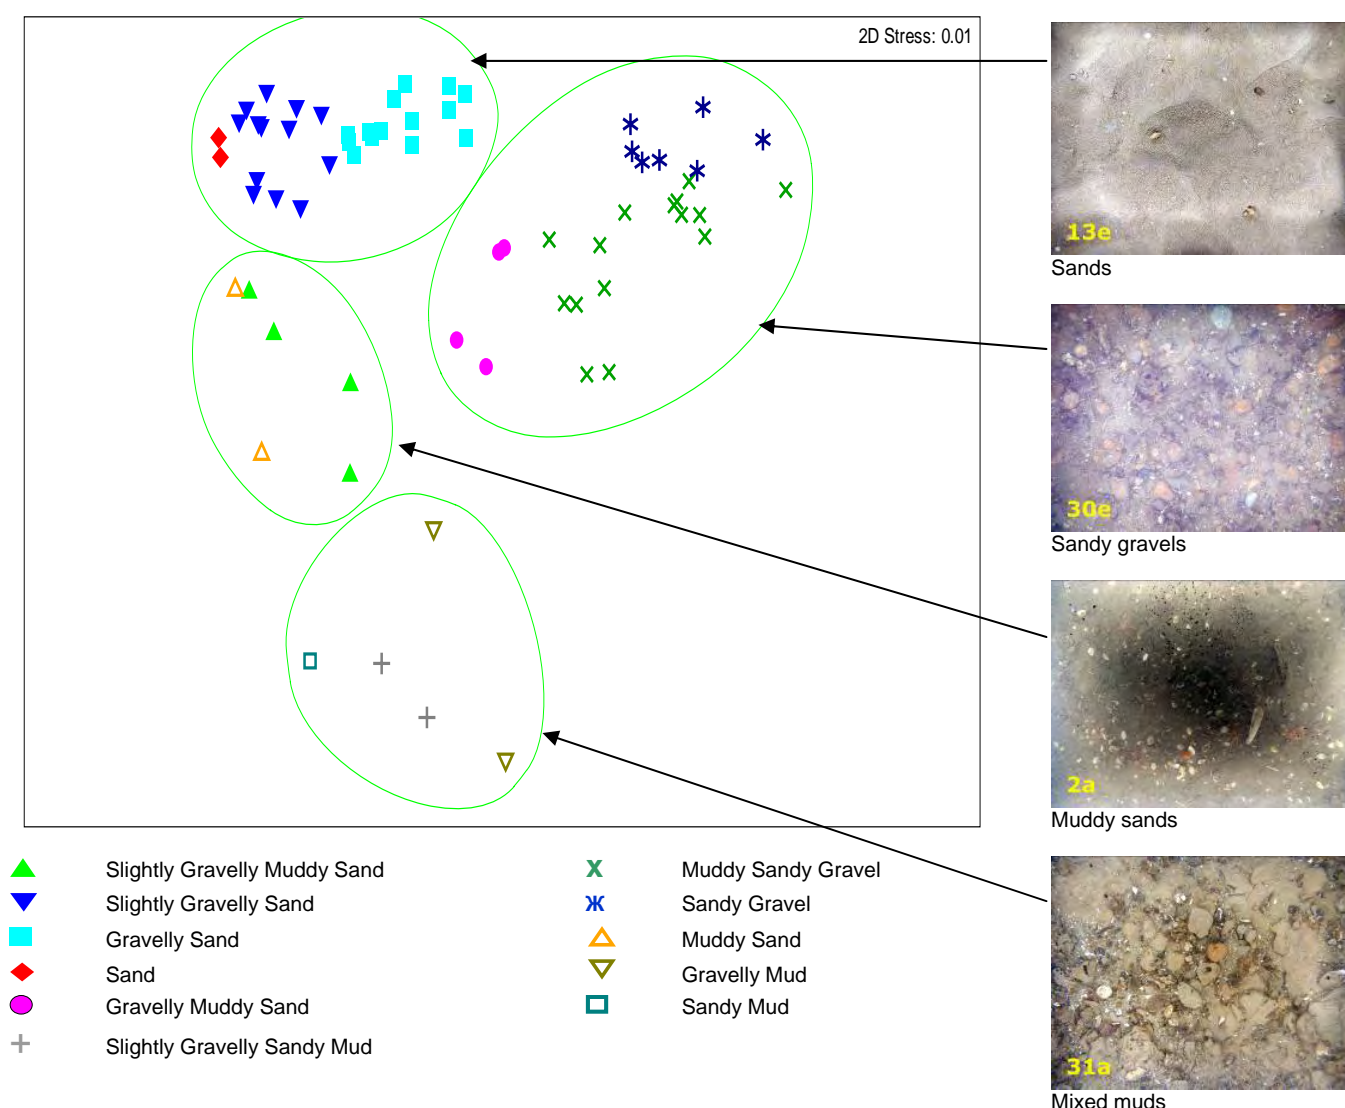 2D Stress: 0.01
13e
Sands
30e
Sandy gravels
2a
Muddy sands
31a
Mixed muds
Slightly Gravelly Muddy Sand
Slightly Gravelly Sand
Gravelly Sand
Sand
Gravelly Muddy Sand
Slightly Gravelly Sandy Mud
Muddy Sandy Gravel
Sandy Gravel
Muddy Sand
Gravelly Mud
Sandy Mud